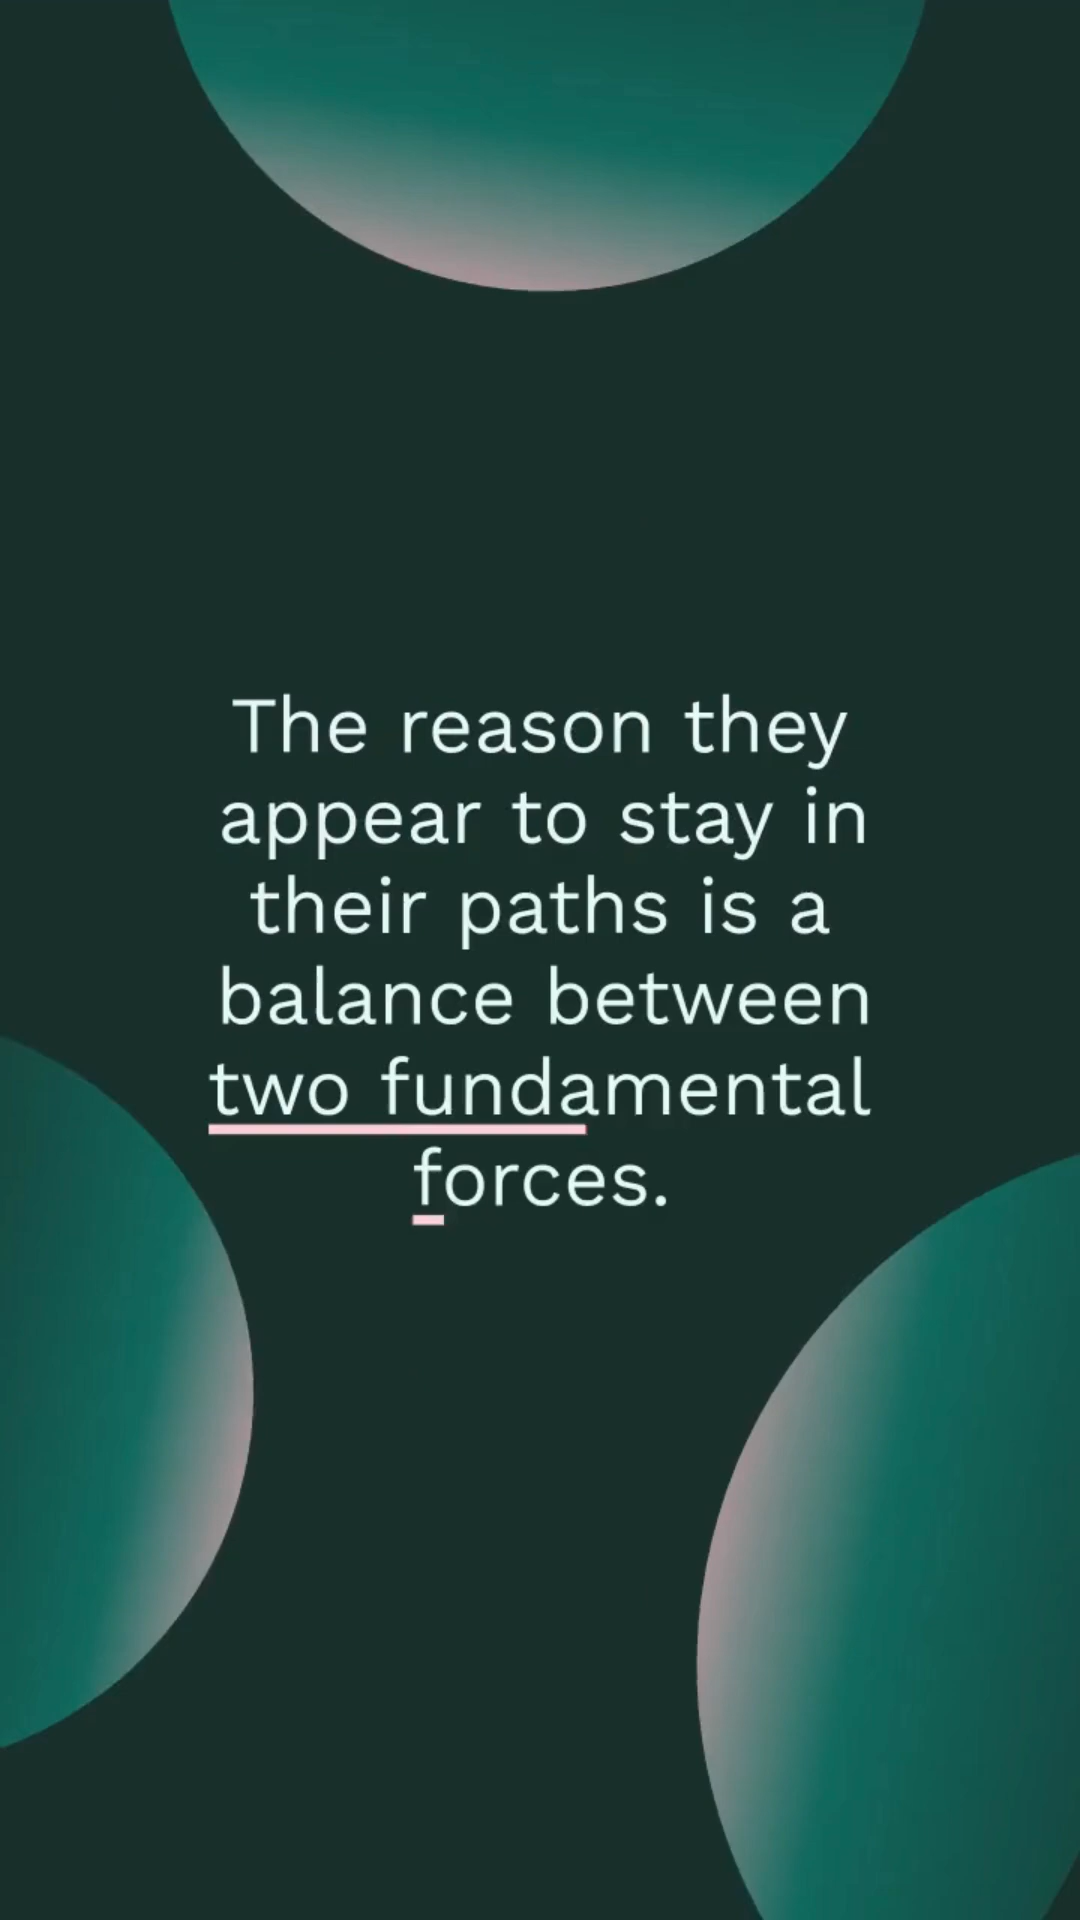 The reason they
appear to stay in
their paths is a
balance between
two fundamental
forces.